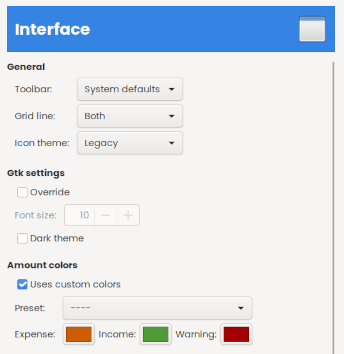 Interface
General
Toolbar: System defaults
Grid line: Both
Icon theme: Legacy
Gtk settings
Override
Font size: 10 — +
Dark theme
Amount colors
Uses custom colors
Preset: ----
Expense: Income: Warning: